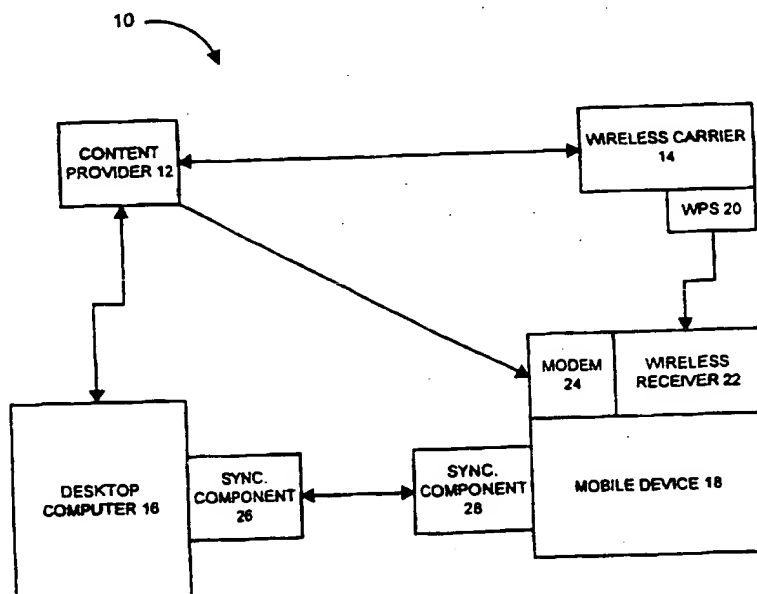 10
CONTENT
PROVIDER 12
WIRELESS CARRIER
14
WPS 20
MODEM
24
WIRELESS
RECEIVER 22
DESKTOP
COMPUTER 16
SYNC.
COMPONENT
26
SYNC.
COMPONENT
28
MOBILE DEVICE 18